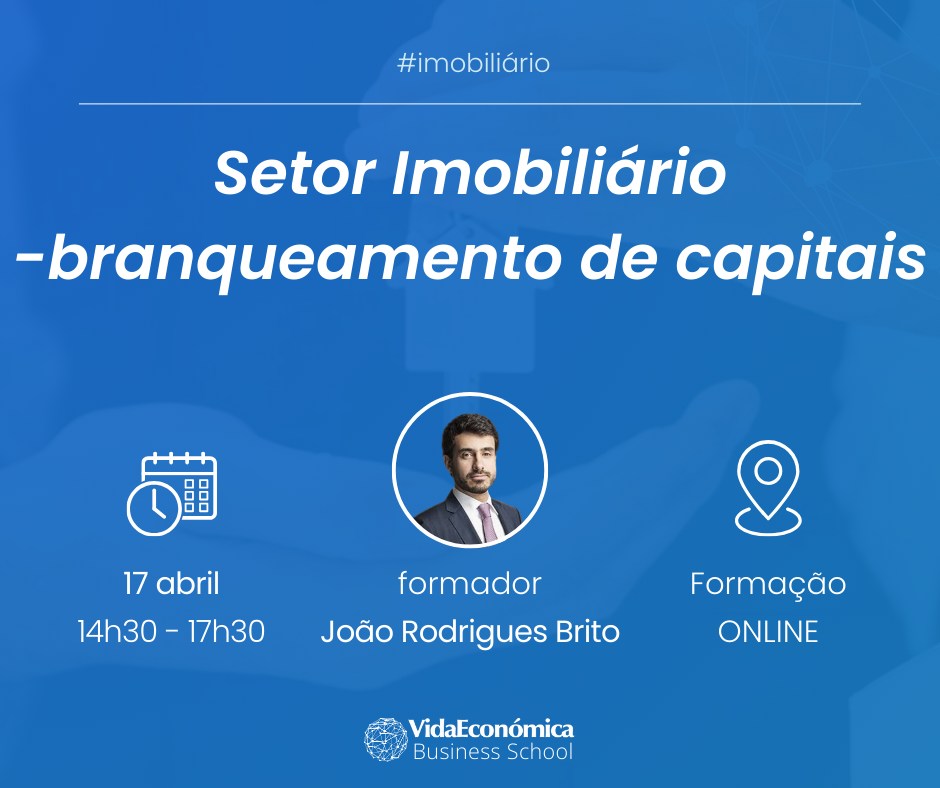 #imobiliário
Setor Imobiliário
-branqueamento de capitais
17 abril
14h30 - 17h30
formador
João Rodrigues Brito
Formação
ONLINE
VidaEconómica
Business School